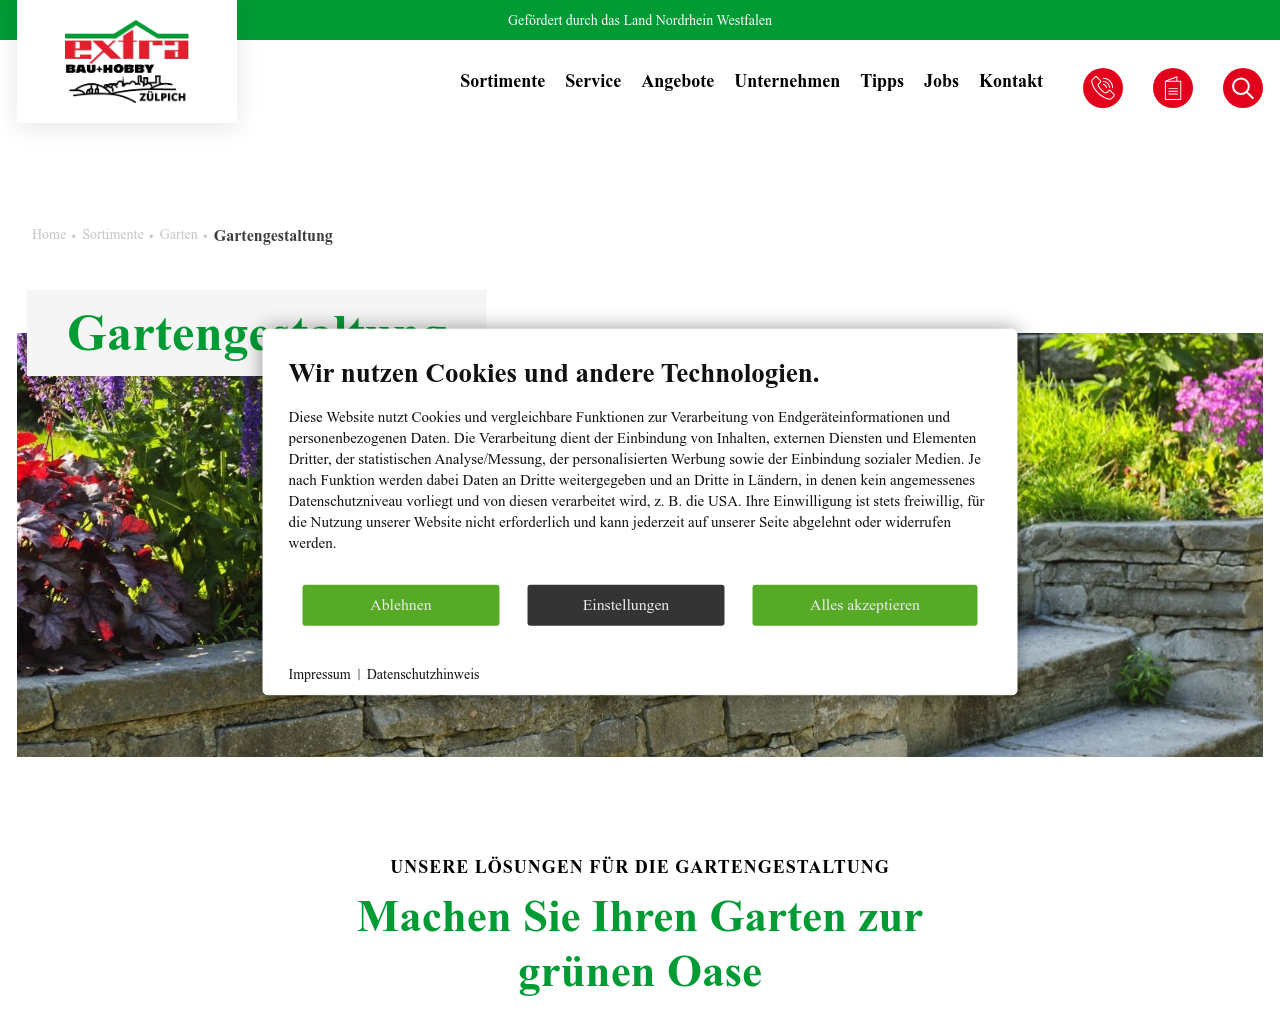 Gefördert durch das Land Nordrhein Westfalen
extra
BAU+HOBBY
ZÜLPICH
Sortimente Service Angebote Unternehmen Tipps Jobs Kontakt
Home • Sortimente • Garten • Gartengestaltung
Gartengestaltung
Wir nutzen Cookies und andere Technologien.
Diese Website nutzt Cookies und vergleichbare Funktionen zur Verarbeitung von Endgeräteinformationen und
personenbezogenen Daten. Die Verarbeitung dient der Einbindung von Inhalten, externen Diensten und Elementen
Dritter, der statistischen Analyse/Messung, der personalisierten Werbung sowie der Einbindung sozialer Medien. Je
nach Funktion werden dabei Daten an Dritte weitergegeben und an Dritte in Ländern, in denen kein angemessenes
Datenschutzniveau vorliegt und von diesen verarbeitet wird, z. B. die USA. Ihre Einwilligung ist stets freiwillig, für
die Nutzung unserer Website nicht erforderlich und kann jederzeit auf unserer Seite abgelehnt oder widerrufen
werden.
Ablehnen Einstellungen Alles akzeptieren
Impressum | Datenschutzhinweis
UNSERE LÖSUNGEN FÜR DIE GARTENGESTALTUNG
Machen Sie Ihren Garten zur
grünen Oase